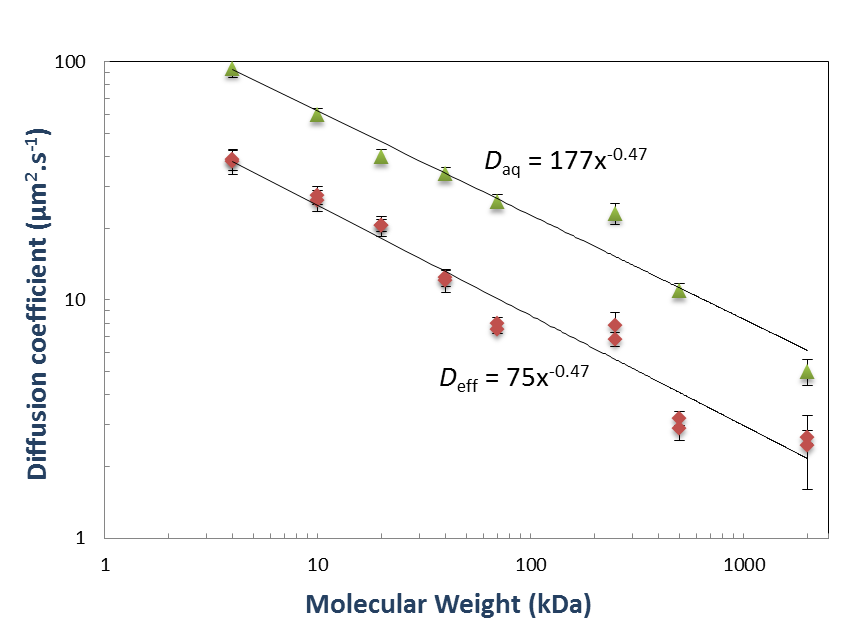 100
10
1
Diffusion coefficient (µm².s⁻¹)
Daq = 177x⁻⁰·⁴⁷
Deff = 75x⁻⁰·⁴⁷
1 10 100 1000
Molecular Weight (kDa)